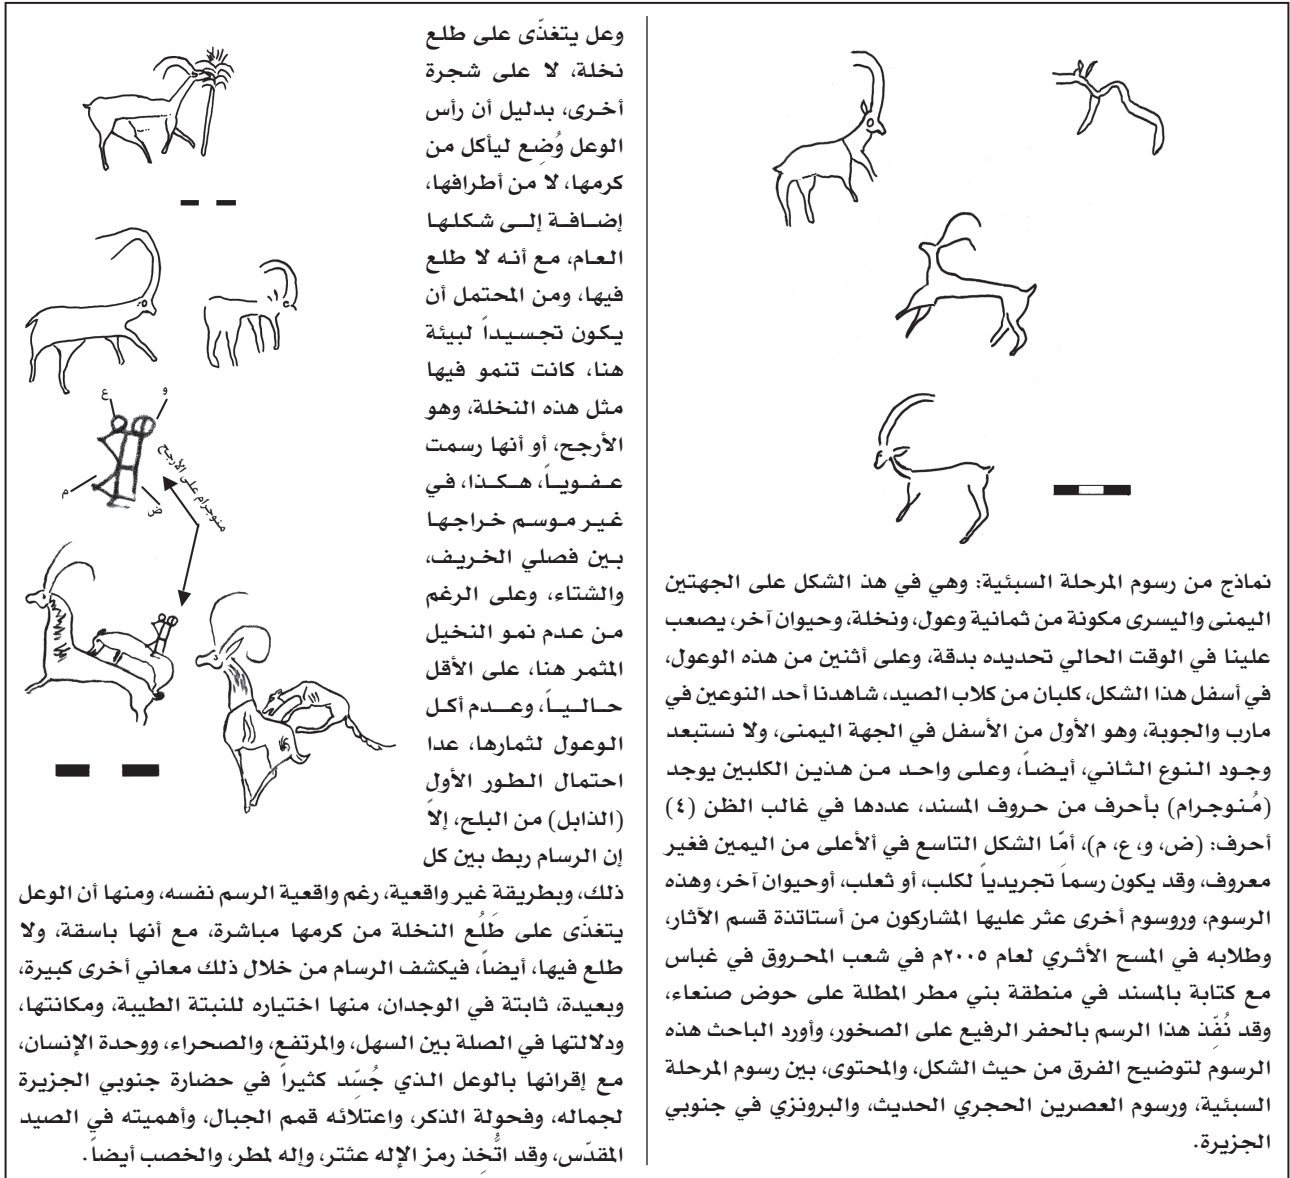 نماذج من رسوم المرحلة السبئية: وهي في هذ الشكل على الجهتين
اليمنى واليسرى مكونة من ثمانية وعول، ونخلة، وحيوان آخر، يصعب
علينا في الوقت الحالي تحديده بدقة، وعلى أثنين من هذه الوعول،
في أسفل هذا الشكل، كلبان من كلاب الصيد، شاهدنا أحد النوعين في
مارب والجوبة، وهو الأول من الأسفل في الجهة اليمنى، ولا نستبعد
وجود النوع الثاني، أيضاً، وعلى واحد من هذين الكلبين يوجد
(مُنوجرام) بأحرف من حروف المسند، عددها في غالب الظن (٤)
أحرف: (ض، و، ع، م)، أمّا الشكل التاسع في ألأعلى من اليمين فغير
معروف، وقد يكون رسماً تجريدياً لكلب، أو ثعلب، أوحيوان آخر، وهذه
الرسوم، وروسوم أخرى عثر عليها المشاركون من أستاتذة قسم الآثار،
وطلابه في المسح الأثري لعام ٢٠٠٥م في شعب المحروق في غباس
مع كتابة بالمسند في منطقة بني مطر المطلة على حوض صنعاء،
وقد نُفِّذ هذا الرسم بالحفر الرفيع على الصخور، وأورد الباحث هذه
الرسوم لتوضيح الفرق من حيث الشكل، والمحتوى، بين رسوم المرحلة
السبئية، ورسوم العصرين الحجري الحديث، والبرونزي في جنوبي
الجزيرة.
وعل يتغذّى على طلع
نخلة، لا على شجرة
أخرى، بدليل أن رأس
الوعل وُضِع ليأكل من
كرمها، لا من أطرافها،
إضافة إلى شكلها
العام، مع أنه لا طلع
فيها، ومن المحتمل أن
يكون تجسيداً لبيئة
هنا، كانت تنمو فيها
مثل هذه النخلة، وهو
الأرجح، أو أنها رسمت
عفوياً، هكذا، في
غير موسم خراجها
بين فصلي الخريف،
والشتاء، وعلى الرغم
من عدم نمو النخيل
المثمر هنا، على الأقل
حالياً، وعدم أكل
الوعول لثمارها، عدا
احتمال الطور الأول
(الذابل) من البلح، إلاّ
إن الرسام ربط بين كل
ذلك، وبطريقة غير واقعية، رغم واقعية الرسم نفسه، ومنها أن الوعل
يتغذّى على طَلُع النخلة من كرمها مباشرة، مع أنها باسقة، ولا
طلع فيها، أيضاً، فيكشف الرسام من خلال ذلك معاني أخرى كبيرة،
وبعيدة، ثابتة في الوجدان، منها اختياره للنبتة الطيبة، ومكانتها،
ودلالتها في الصلة بين السهل، والمرتفع، والصحراء، ووحدة الإنسان،
مع إقرانها بالوعل الذي جُسِّد كثيراً في حضارة جنوبي الجزيرة
لجماله، وفحولة الذكر، واعتلائه قمم الجبال، وأهميته في الصيد
المقدّس، وقد اتُّخِذ رمز الإله عثتر، وإله لمطر، والخصب أيضاً.
و
ع
م
ض
منوجرام على الأرجح